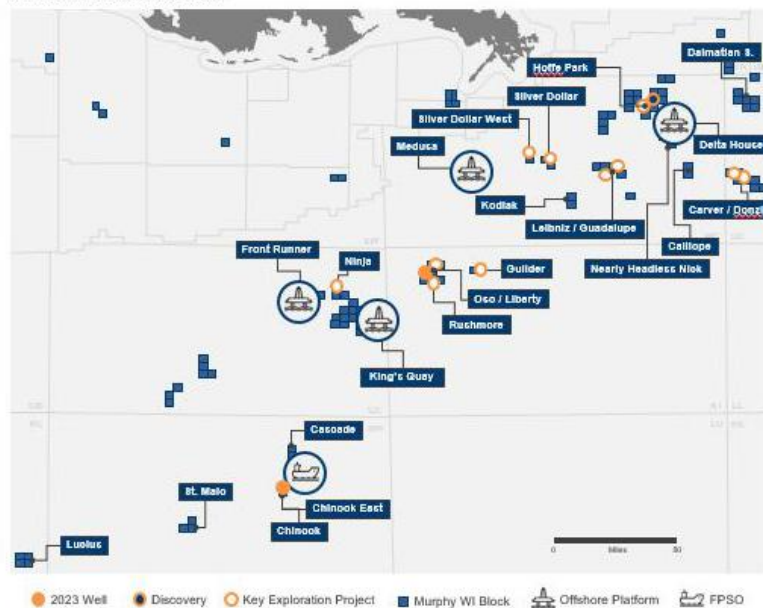 Dalmatian S.
Hoffe Park
Silver Dollar
Silver Dollar West
Medusa
Delta House
Kodiak
Carver / Donzi
Leibniz / Guadalupe
Calliope
Front Runner
Ninja
Guilder
Nearly Headless Nick
Oso / Liberty
Rushmore
King's Quay
Cascade
St. Malo
Chinook East
Chinook
Lucius
0 Miles 50
2023 Well Discovery Key Exploration Project Murphy WI Block Offshore Platform FPSO